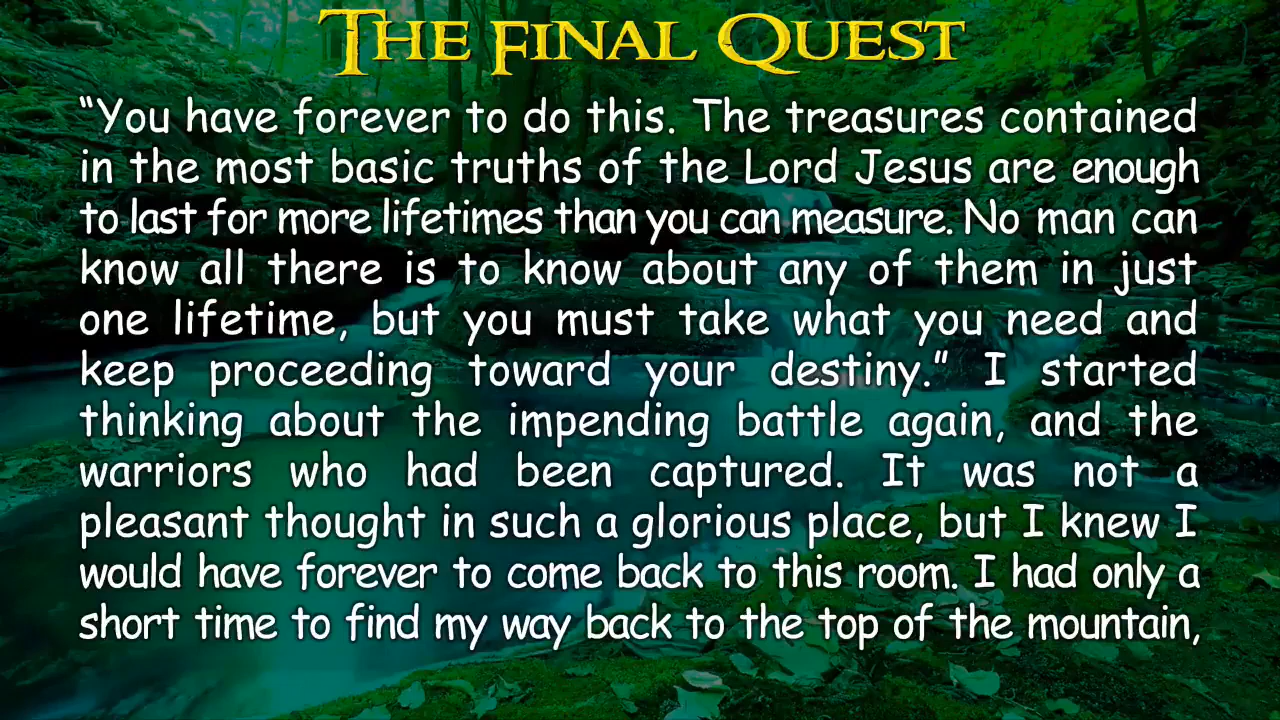 THE FINAL QUEST
“You have forever to do this. The treasures contained
in the most basic truths of the Lord Jesus are enough
to last for more lifetimes than you can measure. No man can
know all there is to know about any of them in just
one lifetime, but you must take what you need and
keep proceeding toward your destiny.” I started
thinking about the impending battle again, and the
warriors who had been captured. It was not a
pleasant thought in such a glorious place, but I knew I
would have forever to come back to this room. I had only a
short time to find my way back to the top of the mountain,